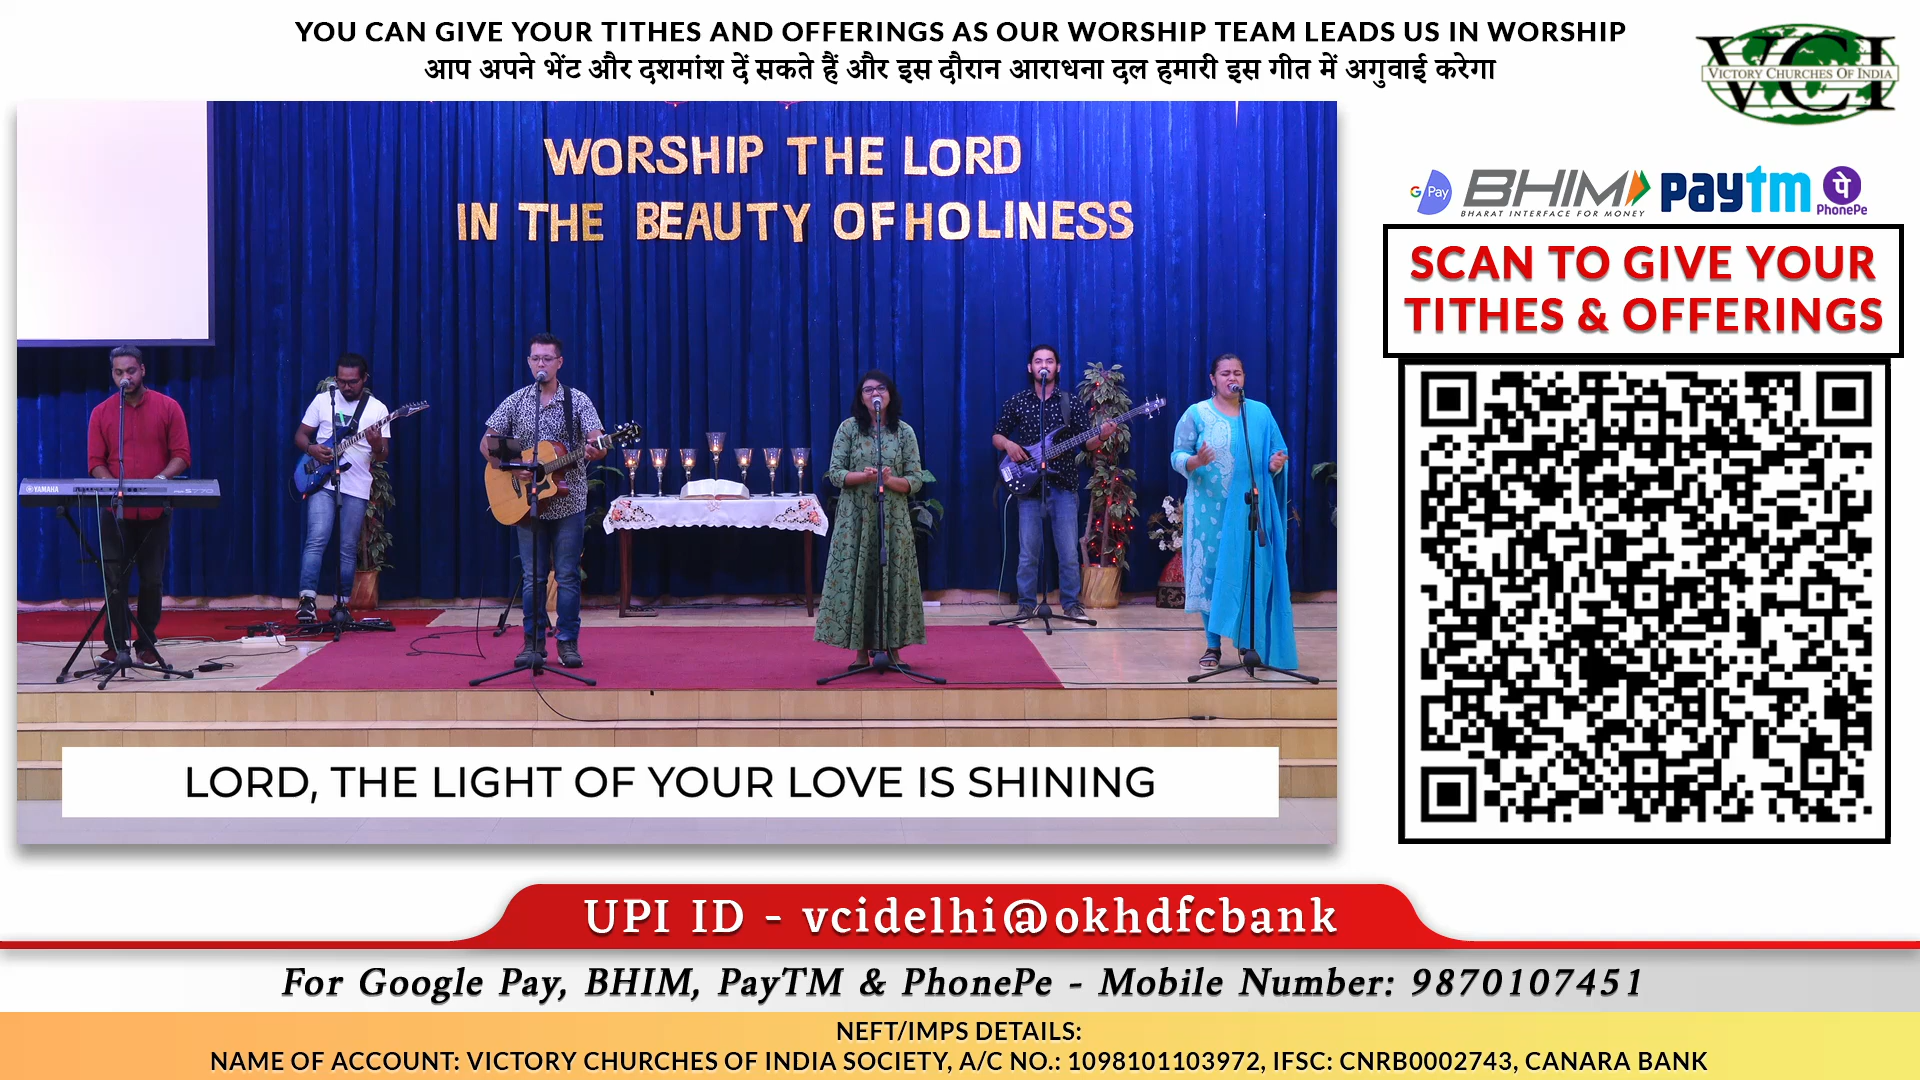 YOU CAN GIVE YOUR TITHES AND OFFERINGS AS OUR WORSHIP TEAM LEADS US IN WORSHIP
आप अपने भेंट और दशमांश दें सकते हैं और इस दौरान आराधना दल हमारी इस गीत में अगुवाई करेगा
VCI
VICTORY CHURCHES OF INDIA
WORSHIP THE LORD
IN THE BEAUTY OF HOLINESS
G Pay BHIM paytm पे
BHARAT INTERFACE FOR MONEY PhonePe
SCAN TO GIVE YOUR
TITHES & OFFERINGS
YAMAHA
LORD, THE LIGHT OF YOUR LOVE IS SHINING
UPI ID - vcidelhi@okhdfcbank
For Google Pay, BHIM, PayTM & PhonePe - Mobile Number: 9870107451
NEFT/IMPS DETAILS:
NAME OF ACCOUNT: VICTORY CHURCHES OF INDIA SOCIETY, A/C NO.: 1098101103972, IFSC: CNRB0002743, CANARA BANK